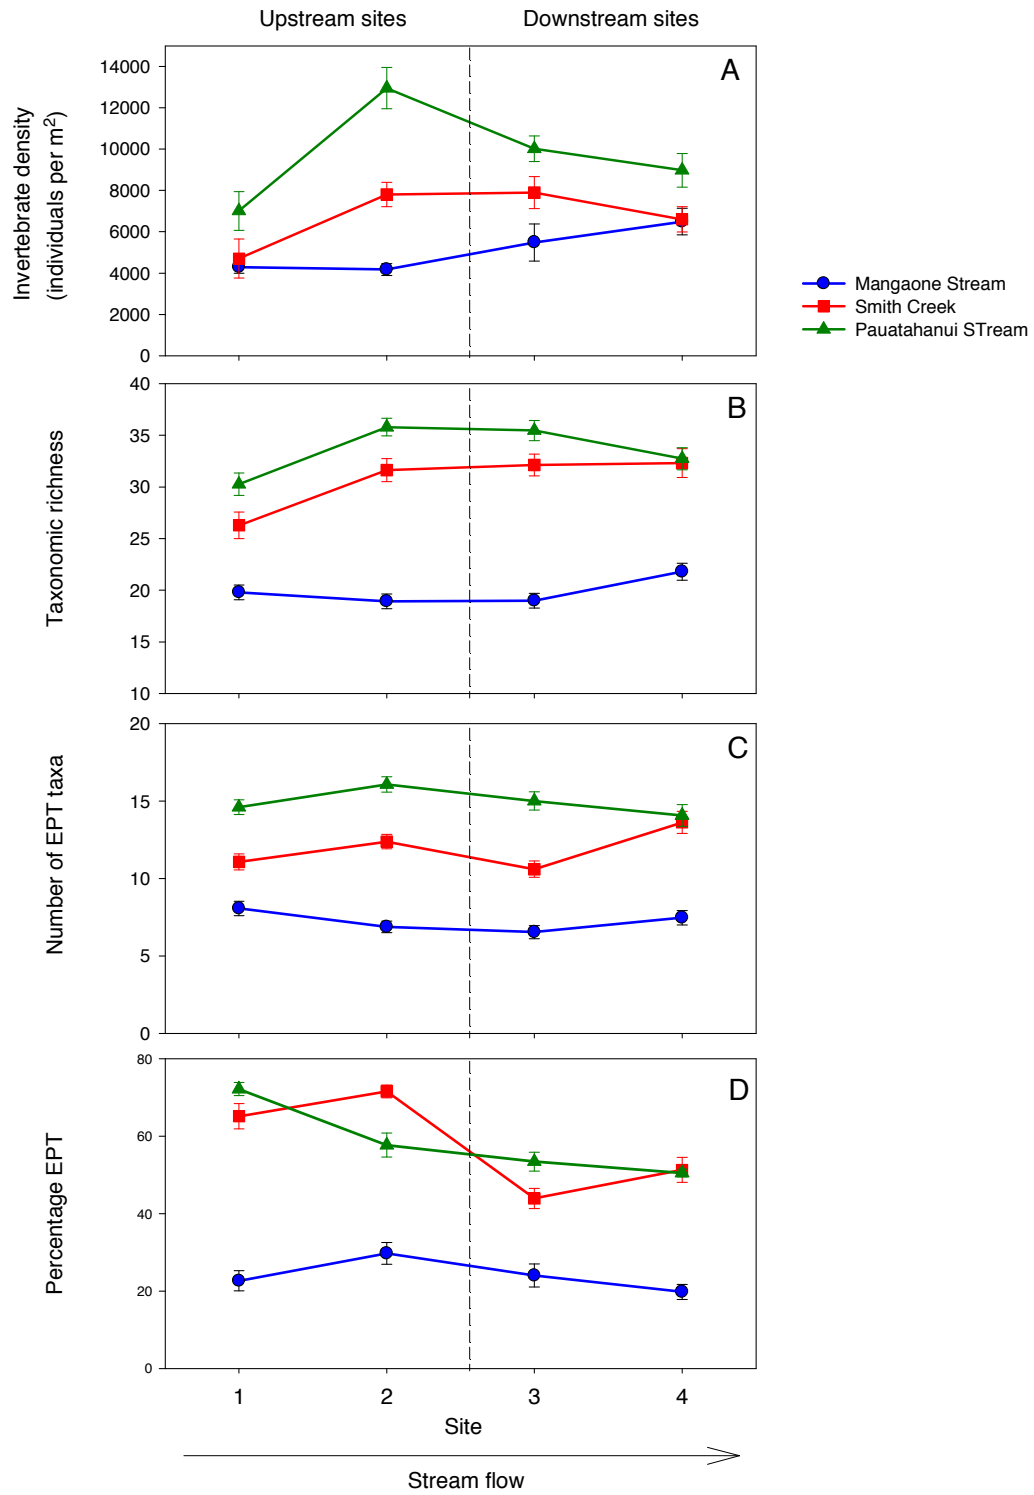 Upstream sites
Downstream sites
A
Invertebrate density
(individuals per m²)
14000
12000
10000
8000
6000
4000
2000
0
Mangaone Stream
Smith Creek
Pauatahanui STream
B
Taxonomic richness
40
35
30
25
20
15
10
C
Number of EPT taxa
20
15
10
5
0
D
Percentage EPT
80
60
40
20
0
1 2 3 4
Site
Stream flow